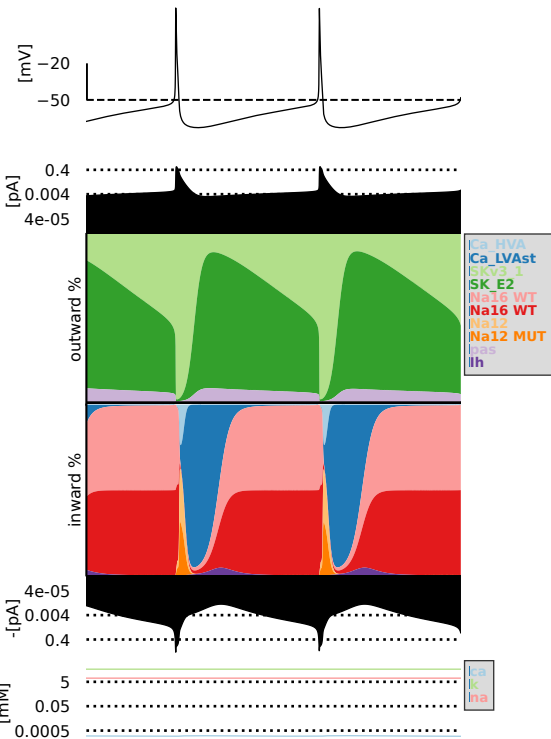 [mV]
−20
−50
[pA]
0.4
0.004
4e-05
outward %
Ca_HVA
Ca_LVAst
SKv3_1
SK_E2
Na16 WT
Na16 WT
Na12
Na12 MUT
pas
Ih
inward %
-[pA]
4e-05
0.004
0.4
[mM]
5
0.05
0.0005
ca
k
na